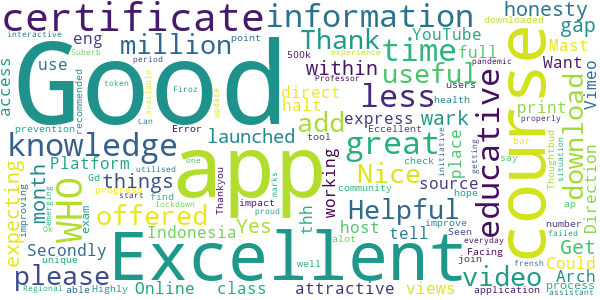 certificate
information
honesty
downloaded
interactive
Suberb
eng
million
period
point
Thank
YouTube
gap
access
use
recommended
Good
500k
time
full
Mast
Want
Vimeo
token
experience
pandemic
Professor
within
useful
direct
users
health
print
properly
available
Firoz
update
less
halt
Eccellent
educative
course
download
prevention
Can
Error
launched
express
wark
initiative
getting
bar
situation
knowledge
app
add
tool
great
check
place
say
Thoughtbud
failed
Direction
Gd
one
utilised
Thankyou
Platform
things
program
start
find
lockdown
working
Nice
source
hope
ap
number
expecting
month
WHO
exam
offered
impact
marks
thh
community
Helpful
improve
Get
improving
Ok
emerging
Yes
proud
host
tell
Seen
everyday
Could
Secondly
unique
Indonesia
alot
Facing
Arch
please
Excellent
well
video
join
frensh
process
Regional
able
Highly
Online
class
attractive
views
application
assistant